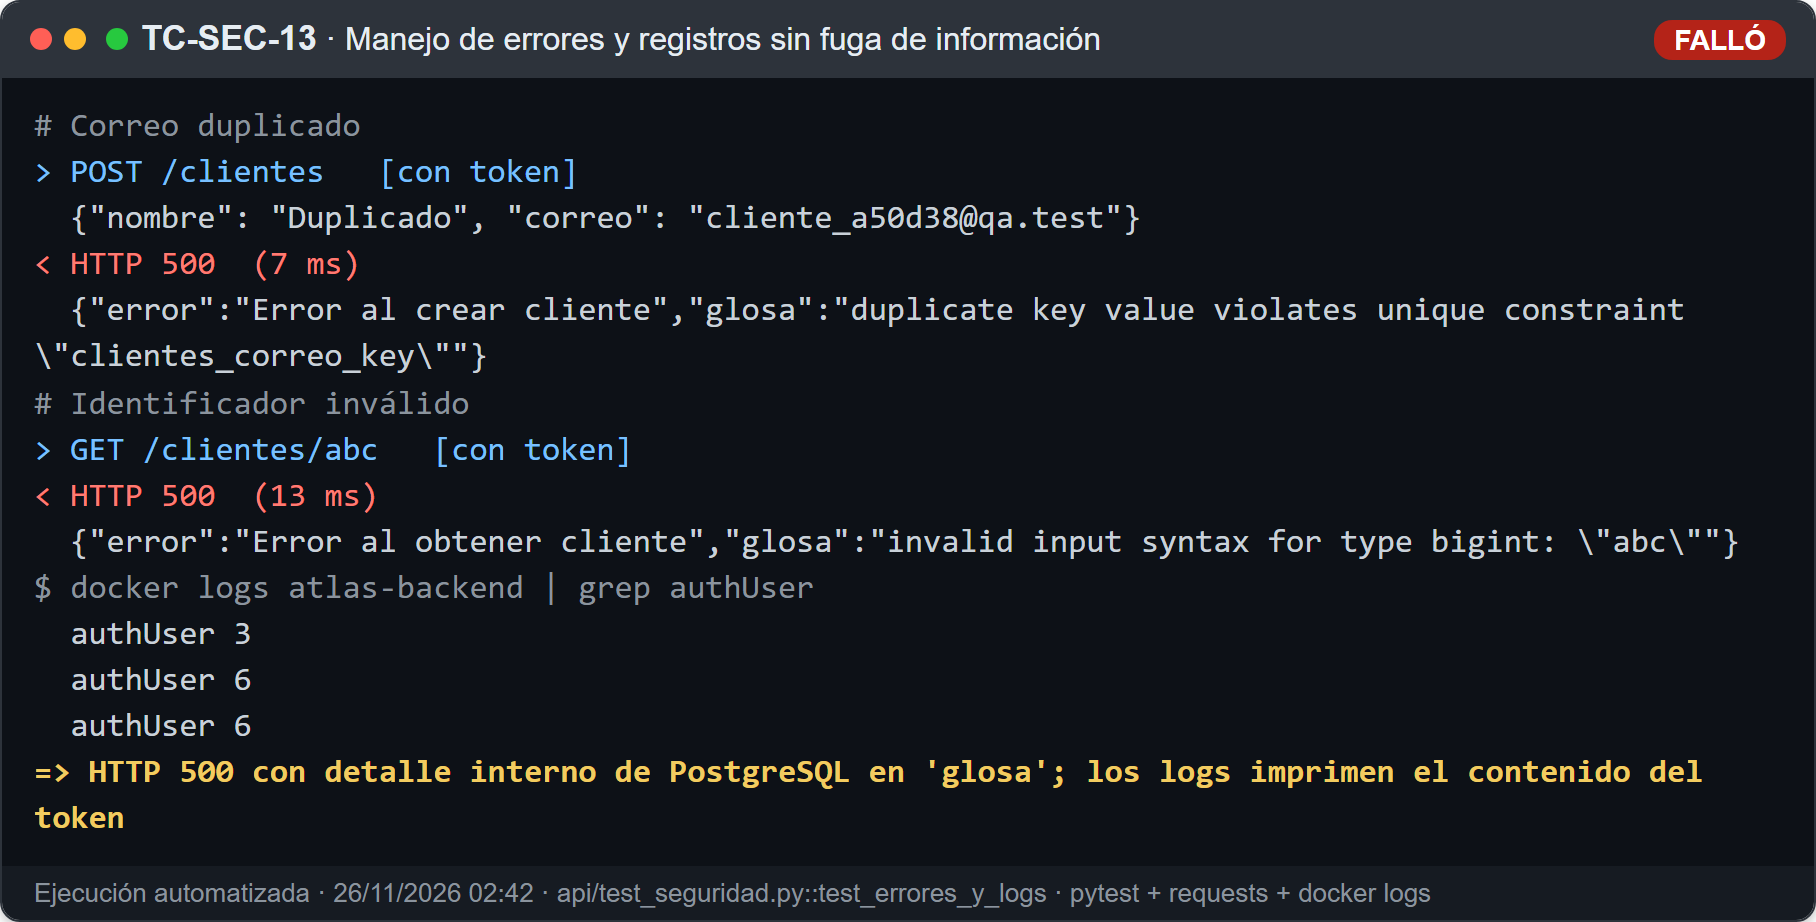 TC-SEC-13 · Manejo de errores y registros sin fuga de información
FALLÓ
# Correo duplicado
> POST /clientes   [con token]
  {"nombre": "Duplicado", "correo": "cliente_a50d38@qa.test"}
< HTTP 500  (7 ms)
  {"error":"Error al crear cliente","glosa":"duplicate key value violates unique constraint
\"clientes_correo_key\""}
# Identificador inválido
> GET /clientes/abc   [con token]
< HTTP 500  (13 ms)
  {"error":"Error al obtener cliente","glosa":"invalid input syntax for type bigint: \"abc\""}
$ docker logs atlas-backend | grep authUser
  authUser 3
  authUser 6
  authUser 6
=> HTTP 500 con detalle interno de PostgreSQL en 'glosa'; los logs imprimen el contenido del
token
Ejecución automatizada · 26/11/2026 02:42 · api/test_seguridad.py::test_errores_y_logs · pytest + requests + docker logs